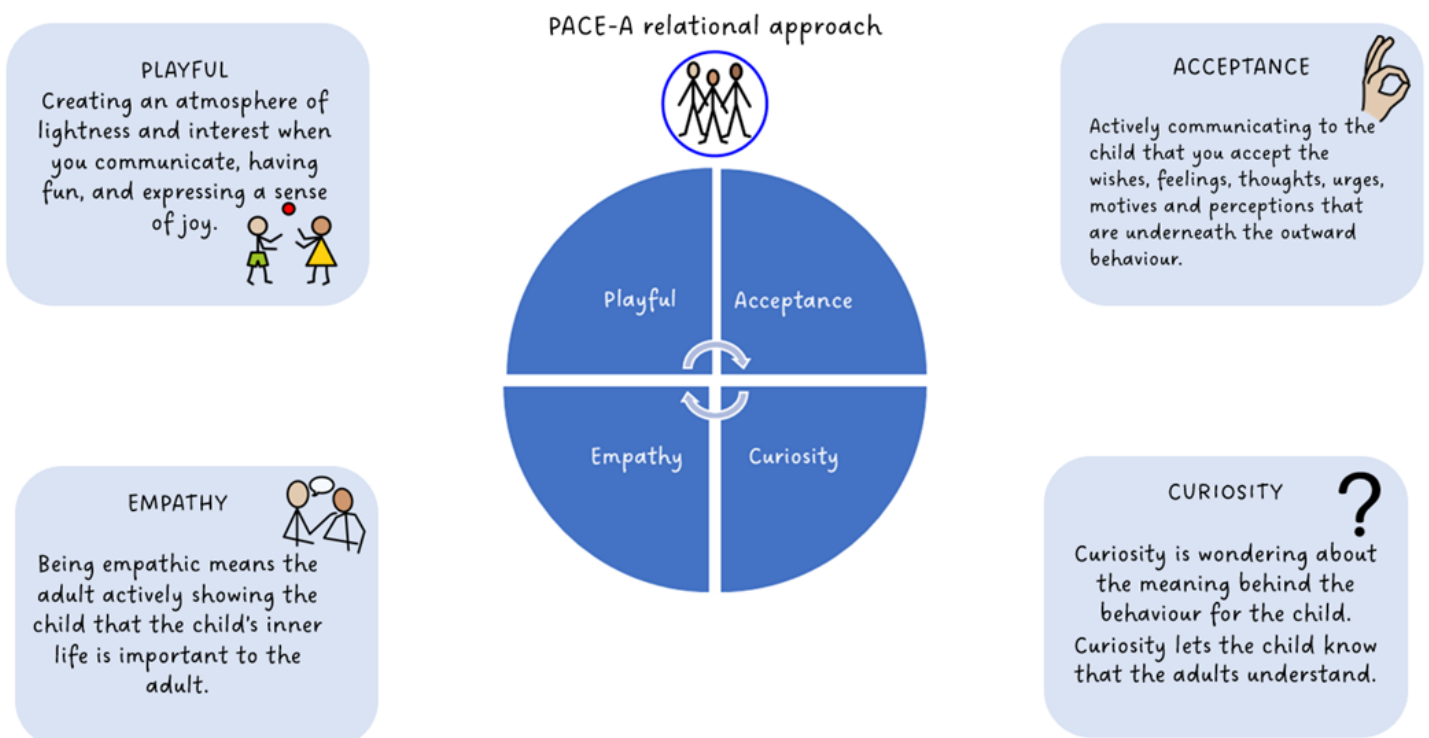 PACE-A relational approach
PLAYFUL
Creating an atmosphere of
lightness and interest when
you communicate, having
fun, and expressing a sense
of joy.
ACCEPTANCE
Actively communicating to the
child that you accept the
wishes, feelings, thoughts, urges,
motives and perceptions that
are underneath the outward
behaviour.
Playful
Acceptance
Empathy
Curiosity
EMPATHY
Being empathic means the
adult actively showing the
child that the child's inner
life is important to the
adult.
CURIOSITY
?
Curiosity is wondering about
the meaning behind the
behaviour for the child.
Curiosity lets the child know
that the adults understand.